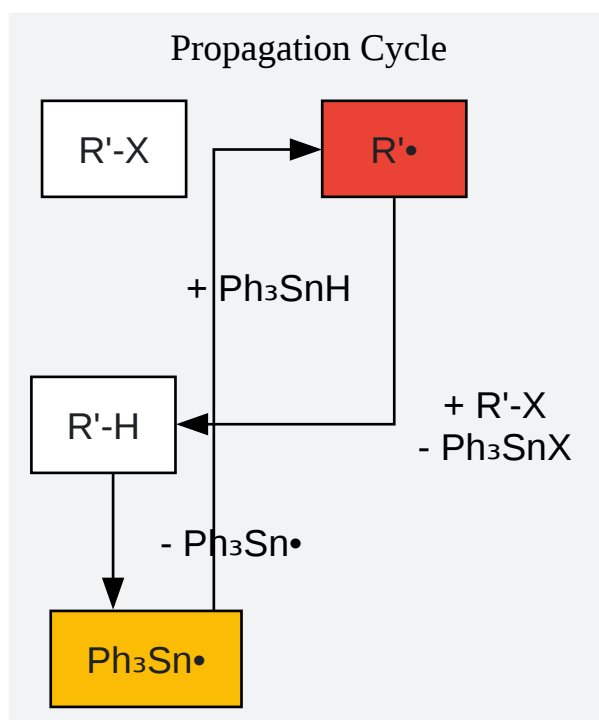 Propagation Cycle
R'-X
R'•
+ Ph₃SnH
+ R'-X
- Ph₃SnX
R'-H
- Ph₃Sn•
Ph₃Sn•